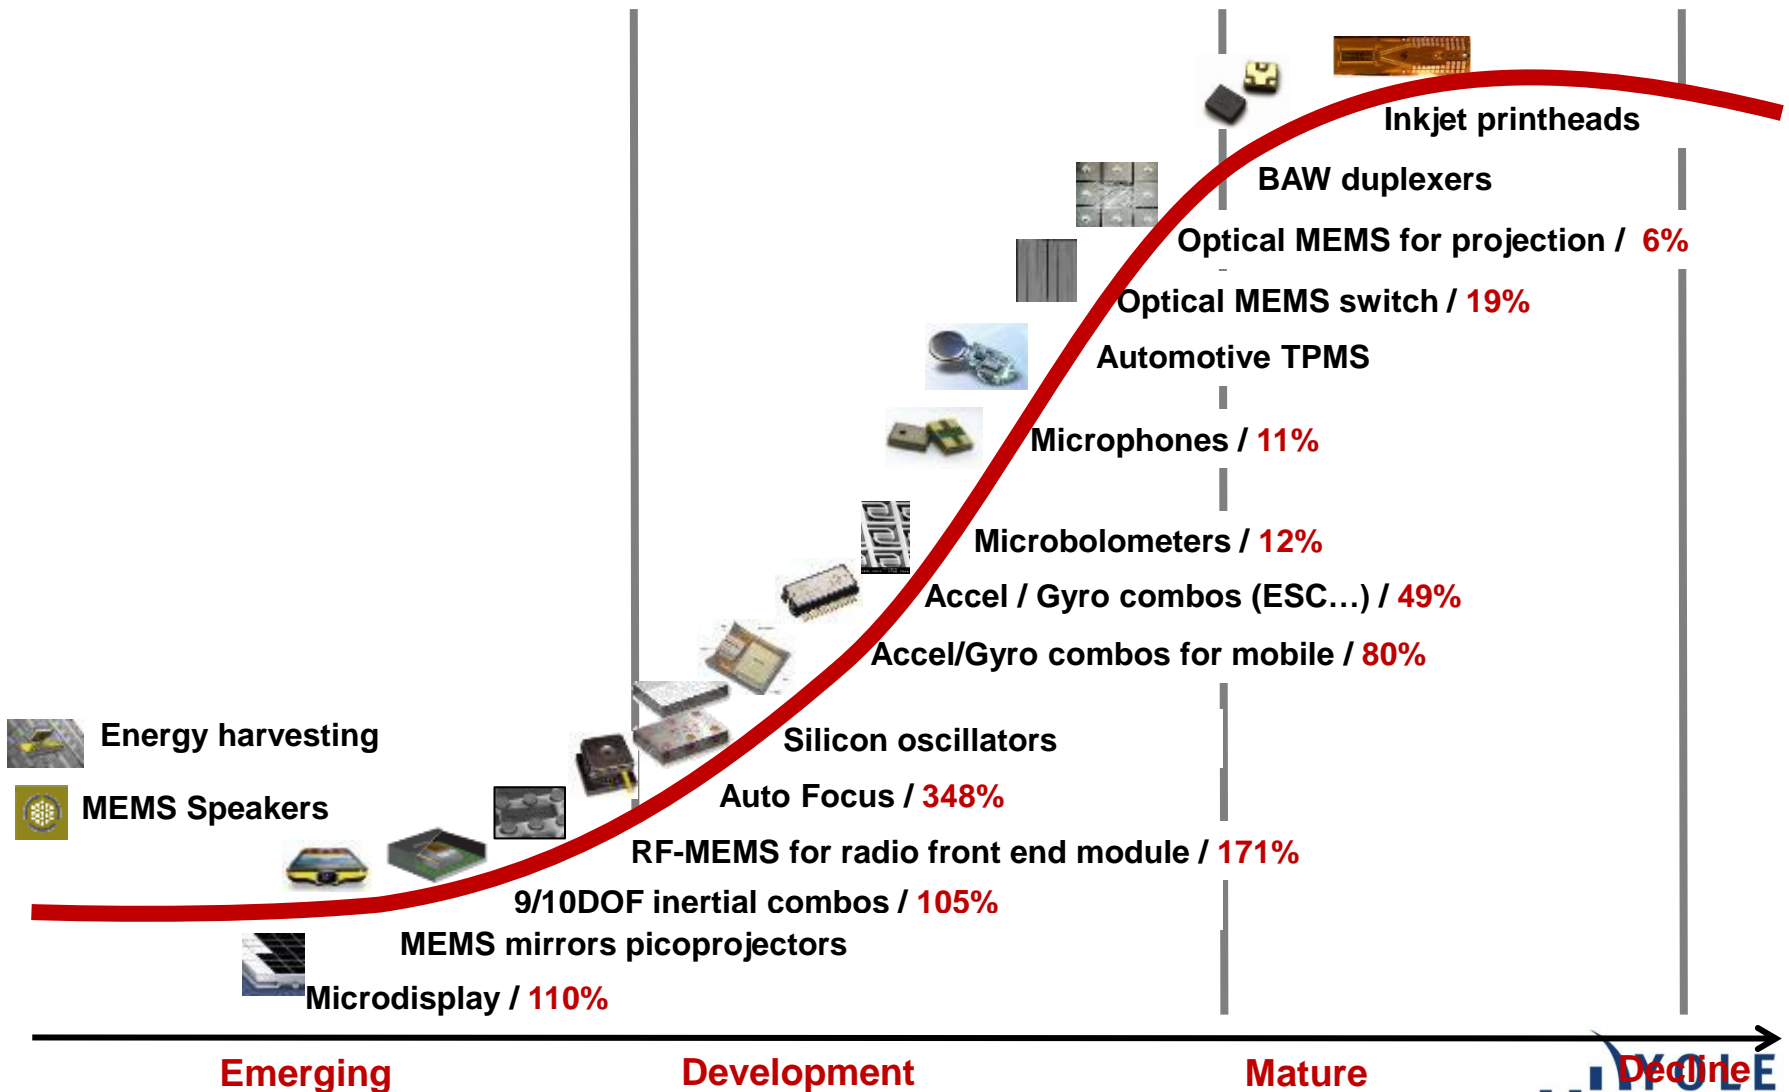 Inkjet printheads
BAW duplexers
Optical MEMS for projection / 6%
Optical MEMS switch / 19%
Automotive TPMS
Microphones / 11%
Microbolometers / 12%
Accel / Gyro combos (ESC…) / 49%
Accel/Gyro combos for mobile / 80%
Energy harvesting
Silicon oscillators
MEMS Speakers
Auto Focus / 348%
RF-MEMS for radio front end module / 171%
9/10DOF inertial combos / 105%
MEMS mirrors picoprojectors
Microdisplay / 110%
Emerging
Development
Mature
Decline
YOLE